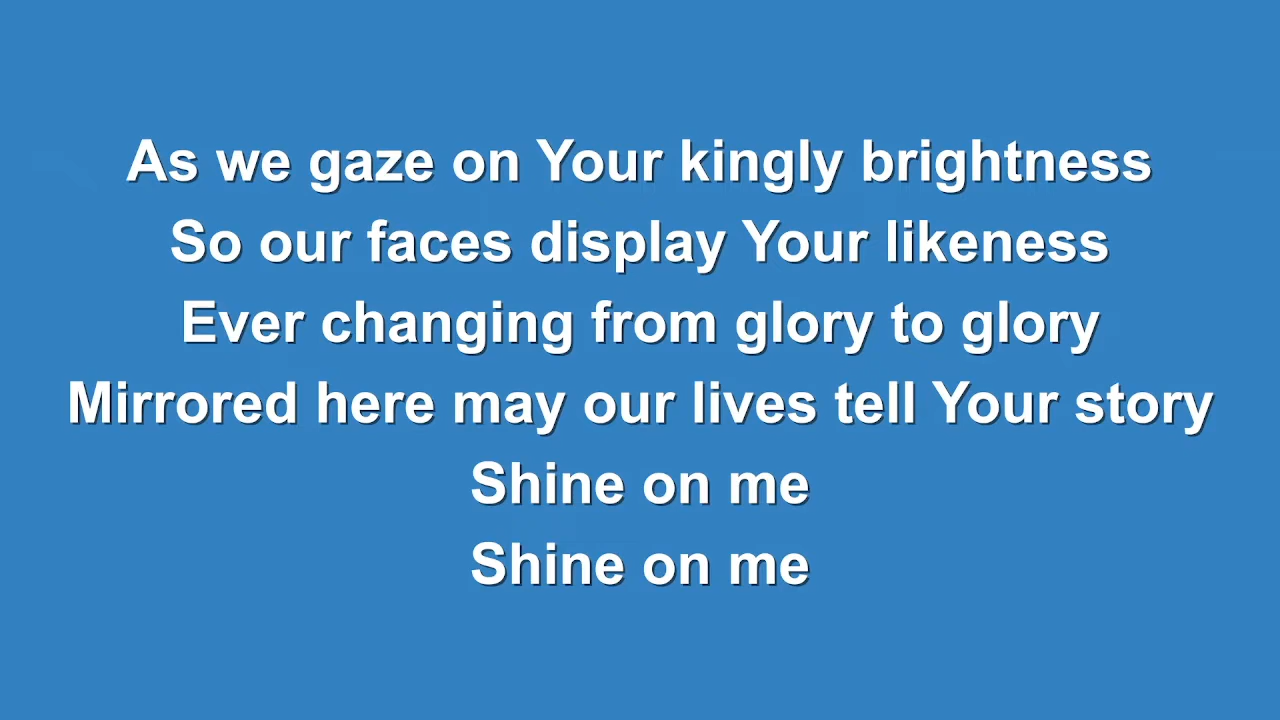 As we gaze on Your kingly brightness
So our faces display Your likeness
Ever changing from glory to glory
Mirrored here may our lives tell Your story
Shine on me
Shine on me